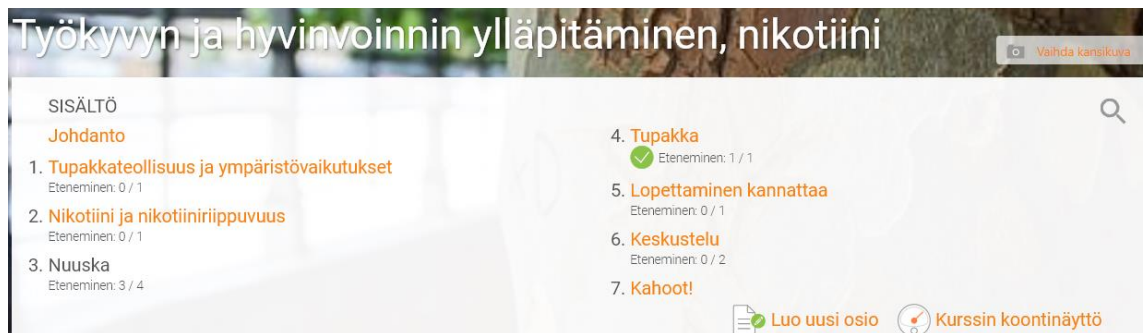 Työkyvyn ja hyvinvoinnin ylläpitäminen, nikotiini
Vaihda kansikuva
SISÄLTÖ
Johdanto
1. Tupakkateollisuus ja ympäristövaikutukset
Eteneminen: 0 / 1
2. Nikotiini ja nikotiiniriippuvuus
Eteneminen: 0 / 1
3. Nuuska
Eteneminen: 3 / 4
4. Tupakka
Eteneminen: 1 / 1
5. Lopettaminen kannattaa
Eteneminen: 0 / 1
6. Keskustelu
Eteneminen: 0 / 2
7. Kahoot!
Luo uusi osio
Kurssin koontinäyttö